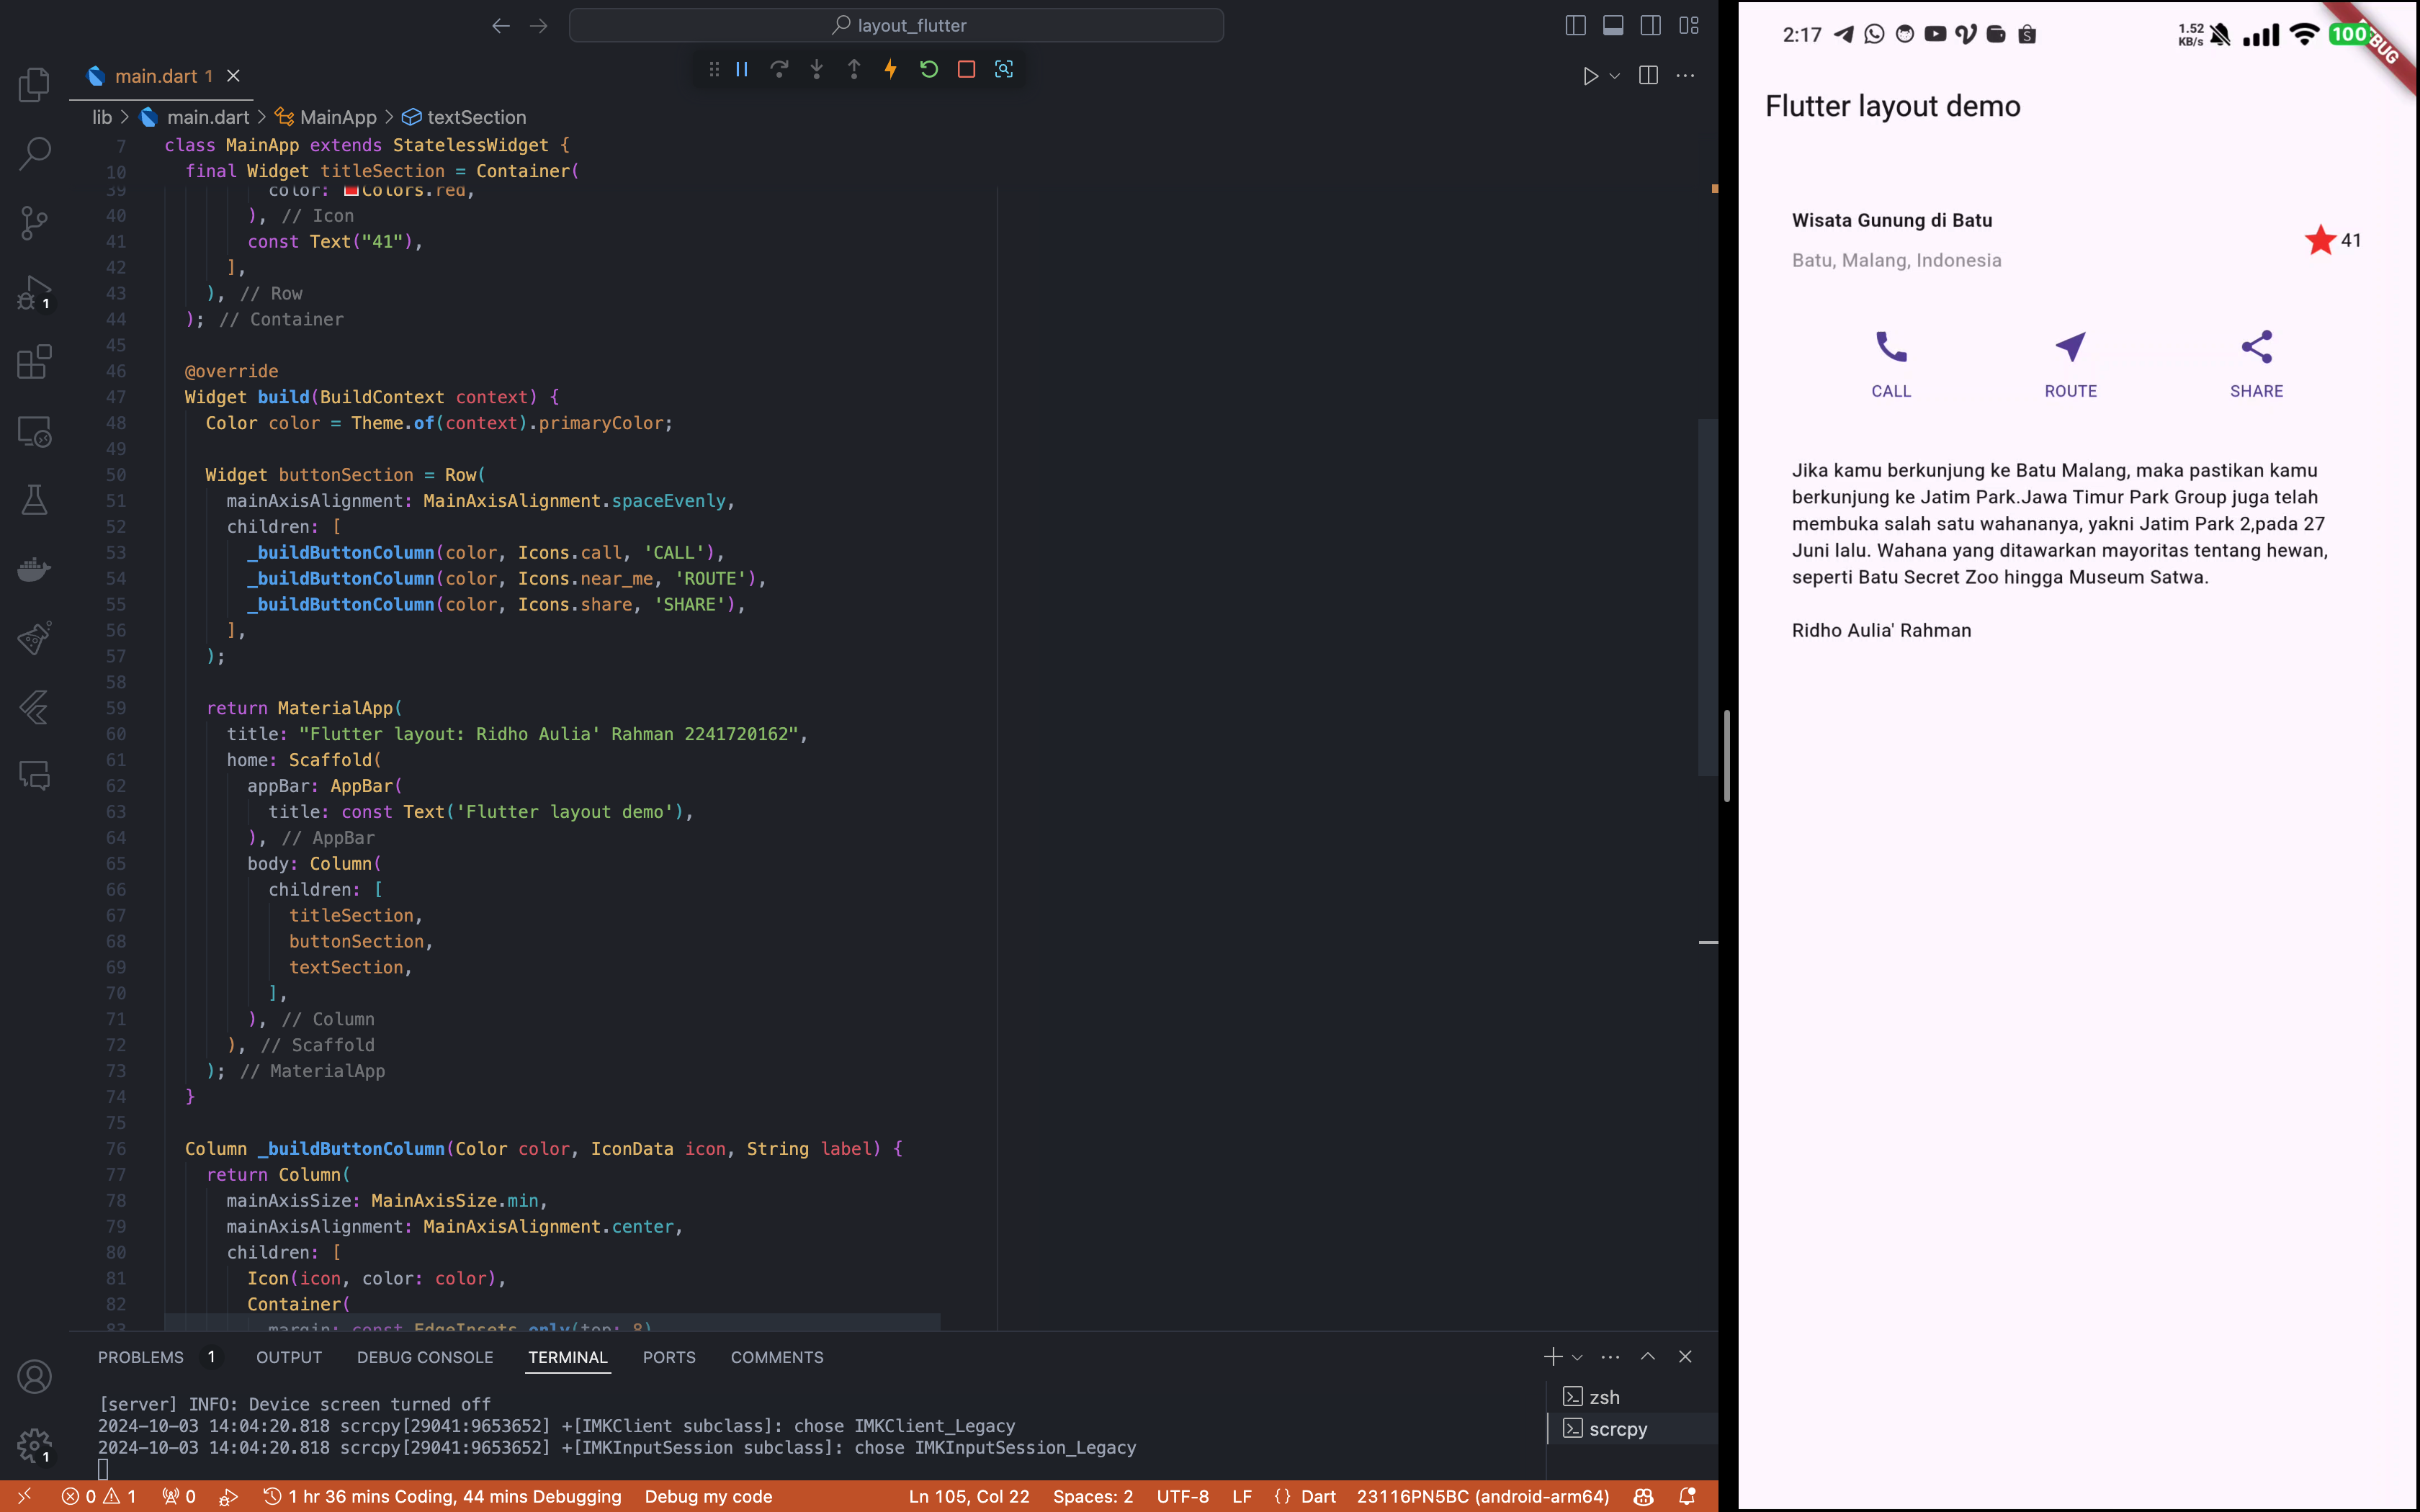 layout_flutter
main.dart 1
lib > main.dart > MainApp > textSection
7 class MainApp extends StatelessWidget {
10 final Widget titleSection = Container(
39 color: Colors.red,
40 ), // Icon
41 const Text("41"),
42 ],
43 ), // Row
44 ); // Container
45
46 @override
47 Widget build(BuildContext context) {
48 Color color = Theme.of(context).primaryColor;
49
50 Widget buttonSection = Row(
51 mainAxisAlignment: MainAxisAlignment.spaceEvenly,
52 children: [
53 _buildButtonColumn(color, Icons.call, 'CALL'),
54 _buildButtonColumn(color, Icons.near_me, 'ROUTE'),
55 _buildButtonColumn(color, Icons.share, 'SHARE'),
56 ],
57 );
58
59 return MaterialApp(
60 title: "Flutter layout: Ridho Aulia' Rahman 2241720162",
61 home: Scaffold(
62 appBar: AppBar(
63 title: const Text('Flutter layout demo'),
64 ), // AppBar
65 body: Column(
66 children: [
67 titleSection,
68 buttonSection,
69 textSection,
70 ],
71 ), // Column
72 ), // Scaffold
73 ); // MaterialApp
74 }
75
76 Column _buildButtonColumn(Color color, IconData icon, String label) {
77 return Column(
78 mainAxisSize: MainAxisSize.min,
79 mainAxisAlignment: MainAxisAlignment.center,
80 children: [
81 Icon(icon, color: color),
82 Container(
83 margin: const EdgeInsets.only(top: 8),
1
1
PROBLEMS 1 OUTPUT DEBUG CONSOLE TERMINAL PORTS COMMENTS
[server] INFO: Device screen turned off
2024-10-03 14:04:20.818 scrcpy[29041:9653652] +[IMKClient subclass]: chose IMKClient_Legacy
2024-10-03 14:04:20.818 scrcpy[29041:9653652] +[IMKInputSession subclass]: chose IMKInputSession_Legacy
zsh
scrcpy
0 1 0 1 hr 36 mins Coding, 44 mins Debugging Debug my code Ln 105, Col 22 Spaces: 2 UTF-8 LF {} Dart 23116PN5BC (android-arm64)
2:17 1.52 KB/s 100
Flutter layout demo
Wisata Gunung di Batu
Batu, Malang, Indonesia
41
CALL ROUTE SHARE
Jika kamu berkunjung ke Batu Malang, maka pastikan kamu
berkunjung ke Jatim Park.Jawa Timur Park Group juga telah
membuka salah satu wahananya, yakni Jatim Park 2,pada 27
Juni lalu. Wahana yang ditawarkan mayoritas tentang hewan,
seperti Batu Secret Zoo hingga Museum Satwa.
Ridho Aulia' Rahman